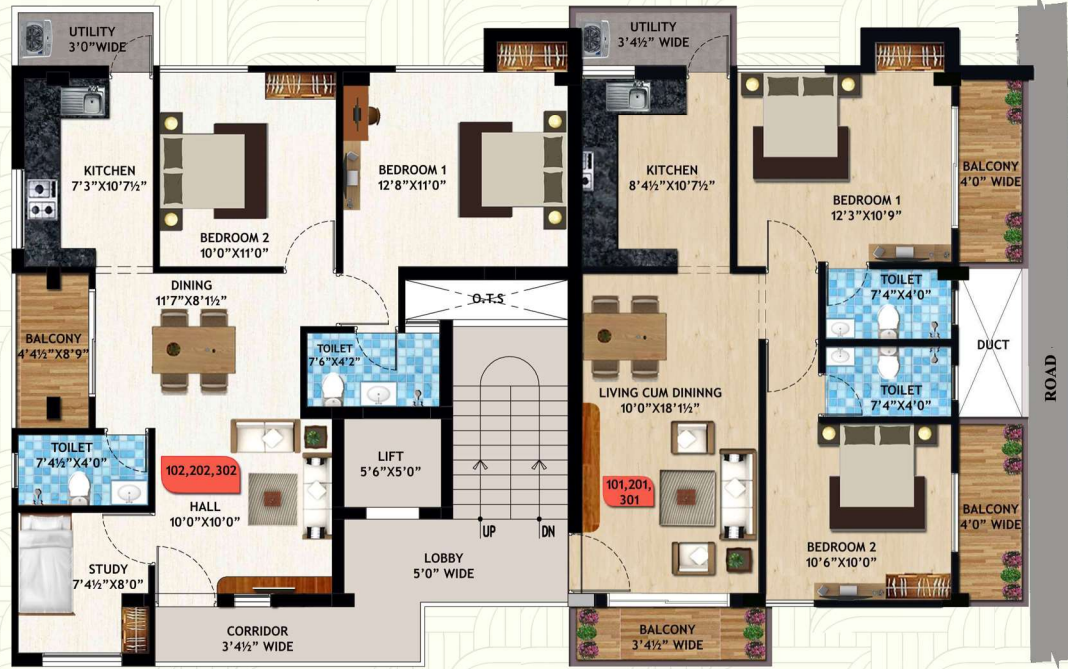 UTILITY
3'0"WIDE
UTILITY
3'4½" WIDE
KITCHEN
7'3"X10'7½"
BEDROOM 2
10'0"X11'0"
BEDROOM 1
12'8"X11'0"
KITCHEN
8'4½"X10'7½"
BEDROOM 1
12'3"X10'9"
BALCONY
4'0" WIDE
DINING
11'7"X8'1½"
O.T.S
TOILET
7'4"X4'0"
BALCONY
4'4½"X8'9"
TOILET
7'6"X4'2"
DUCT
ROAD
LIVING CUM DININNG
10'0"X18'1½"
TOILET
7'4"X4'0"
TOILET
7'4½"X4'0"
102,202,302
HALL
10'0"X10'0"
LIFT
5'6"X5'0"
101,201,
301
UP
DN
BALCONY
4'0" WIDE
STUDY
7'4½"X8'0"
LOBBY
5'0" WIDE
BEDROOM 2
10'6"X10'0"
CORRIDOR
3'4½" WIDE
BALCONY
3'4½" WIDE